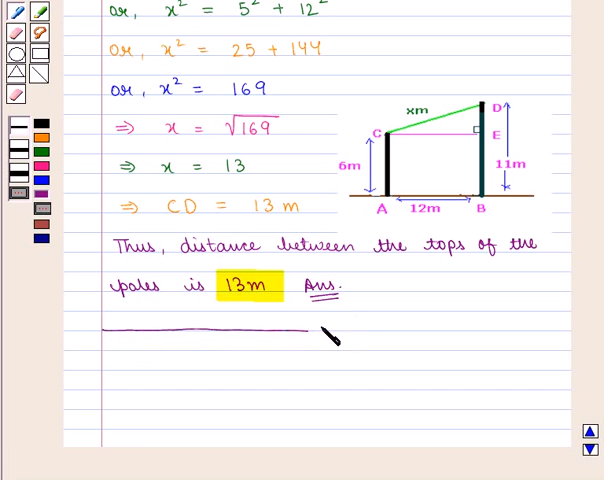 or, x² = 5² + 12²
or, x² = 25 + 144
or, x² = 169
⇒ x = √169
⇒ x = 13
⇒ CD = 13 m
Thus, distance between the tops of the
poles is 13m Ans.
xm
D
C
E
6m
11m
A
12m
B